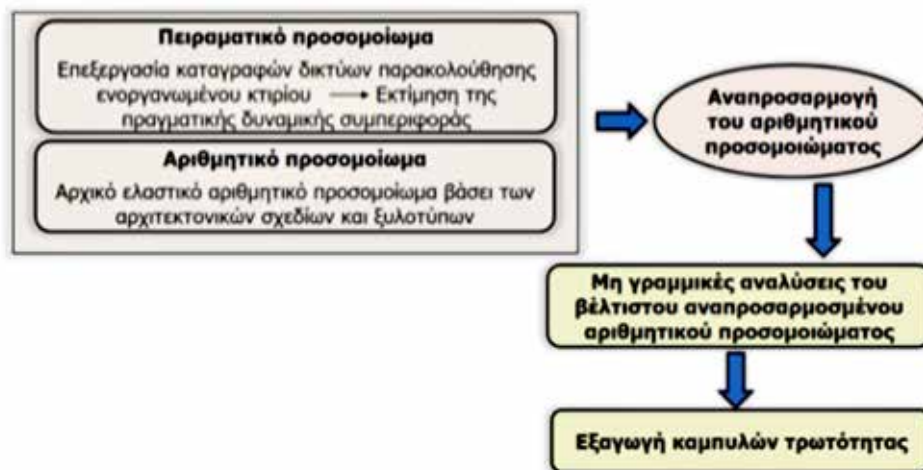 Πειραματικό προσομοίωμα
Επεξεργασία καταγραφών δικτύων παρακολούθησης
ενοργανωμένου κτιρίου → Εκτίμηση της
πραγματικής δυναμικής συμπεριφοράς
Αριθμητικό προσομοίωμα
Αρχικό ελαστικό αριθμητικό προσομοίωμα βάσει των
αρχιτεκτονικών σχεδίων και ξυλοτύπων
Αναπροσαρμογή
του αριθμητικού
προσομοιώματος
Μη γραμμικές αναλύσεις του
βέλτιστου αναπροσαρμοσμένου
αριθμητικού προσομοιώματος
Εξαγωγή καμπυλών τρωτότητας